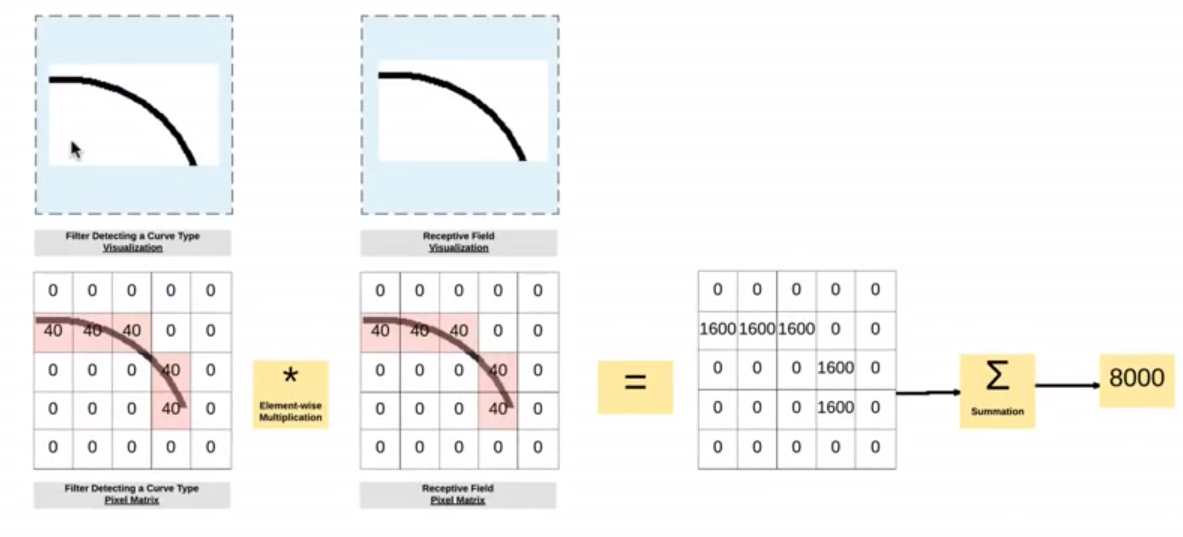 Filter Detecting a Curve Type
Visualization
Receptive Field
Visualization
0 0 0 0 0
40 40 40 0 0
0 0 0 40 0
0 0 0 40 0
0 0 0 0 0
Filter Detecting a Curve Type
Pixel Matrix
*
Element-wise
Multiplication
0 0 0 0 0
40 40 40 0 0
0 0 0 40 0
0 0 0 40 0
0 0 0 0 0
Receptive Field
Pixel Matrix
=
0 0 0 0 0
1600 1600 1600 0 0
0 0 0 1600 0
0 0 0 1600 0
0 0 0 0 0
Σ
Summation
8000